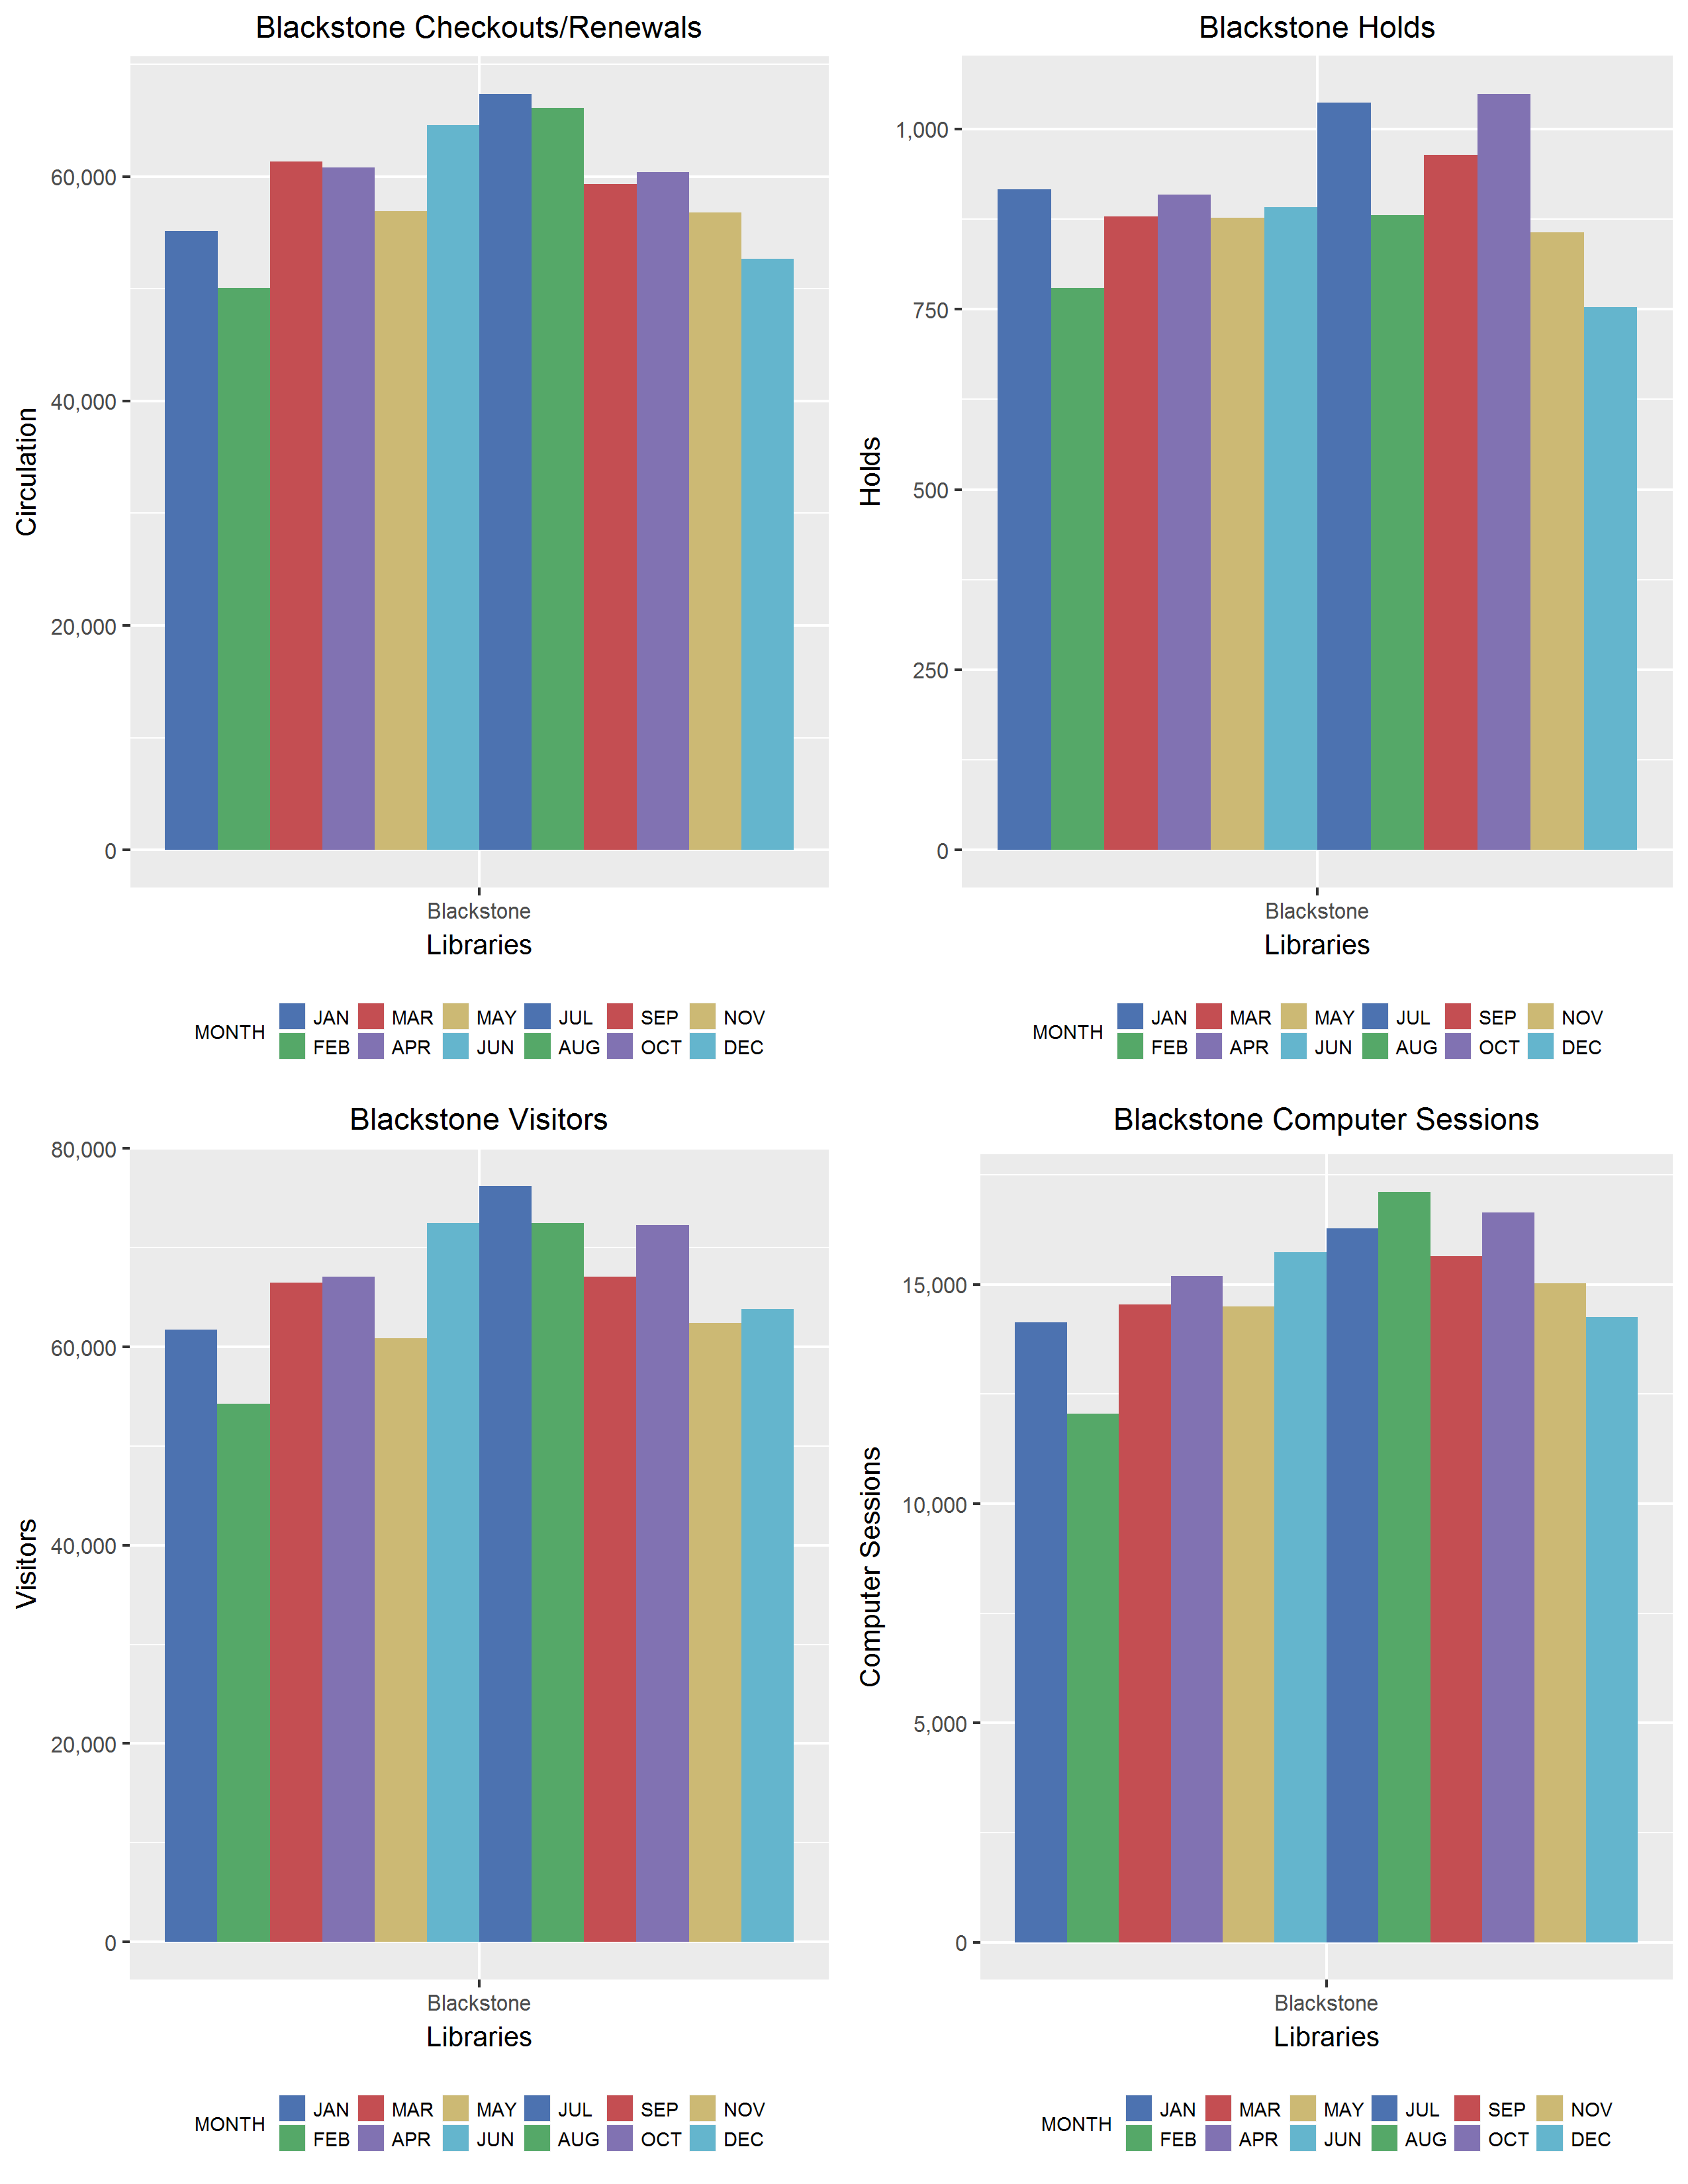 Blackstone Checkouts/Renewals
60,000
40,000
20,000
0
Circulation
Blackstone
Libraries
MONTH
JAN MAR MAY JUL SEP NOV
FEB APR JUN AUG OCT DEC
Blackstone Holds
1,000
750
500
250
0
Holds
Blackstone
Libraries
MONTH
JAN MAR MAY JUL SEP NOV
FEB APR JUN AUG OCT DEC
Blackstone Visitors
80,000
60,000
40,000
20,000
0
Visitors
Blackstone
Libraries
MONTH
JAN MAR MAY JUL SEP NOV
FEB APR JUN AUG OCT DEC
Blackstone Computer Sessions
15,000
10,000
5,000
0
Computer Sessions
Blackstone
Libraries
MONTH
JAN MAR MAY JUL SEP NOV
FEB APR JUN AUG OCT DEC